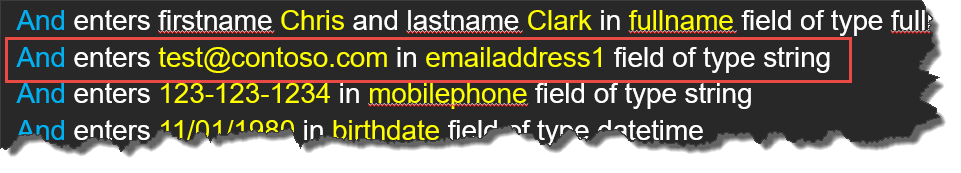 And enters firstname Chris and lastname Clark in fullname field of type full
And enters test@contoso.com in emailaddress1 field of type string
And enters 123-123-1234 in mobilephone field of type string
And enters 11/01/1980 in birthdate field of type datetime